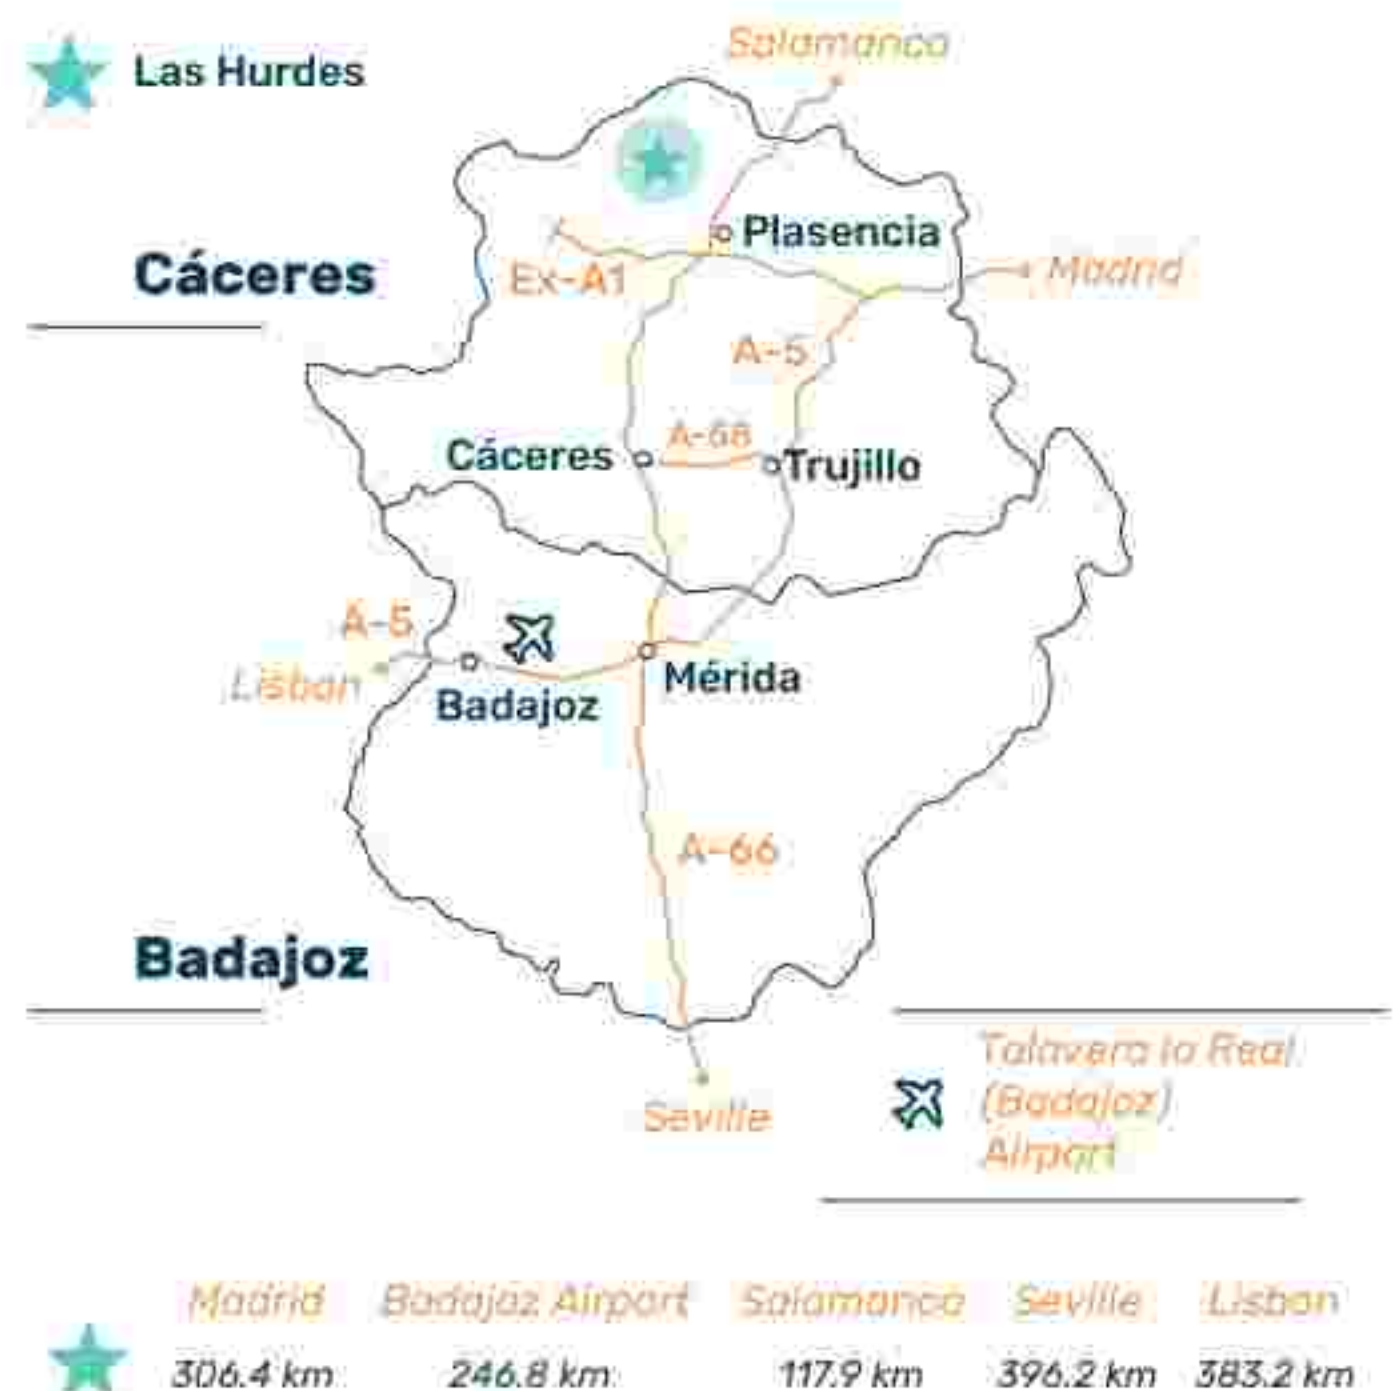 Salamanca
Las Hurdes
Plasencia
Cáceres
Ex-A1
Madrid
A-5
Cáceres
A-58
Trujillo
A-5
Lisbon
Badajoz
Mérida
A-66
Badajoz
Seville
Talavera la Real
(Badajoz)
Airport
Madrid Badajoz Airport Salamanca Seville Lisbon
306.4 km 246.8 km 117.9 km 396.2 km 383.2 km